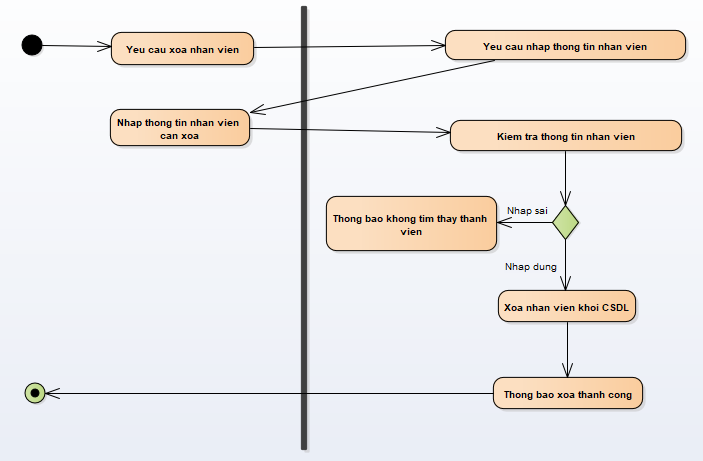 Yeu cau xoa nhan vien
Yeu cau nhap thong tin nhan vien
Nhap thong tin nhan vien
can xoa
Kiem tra thong tin nhan vien
Thong bao khong tim thay thanh
vien
Nhap sai
Nhap dung
Xoa nhan vien khoi CSDL
Thong bao xoa thanh cong